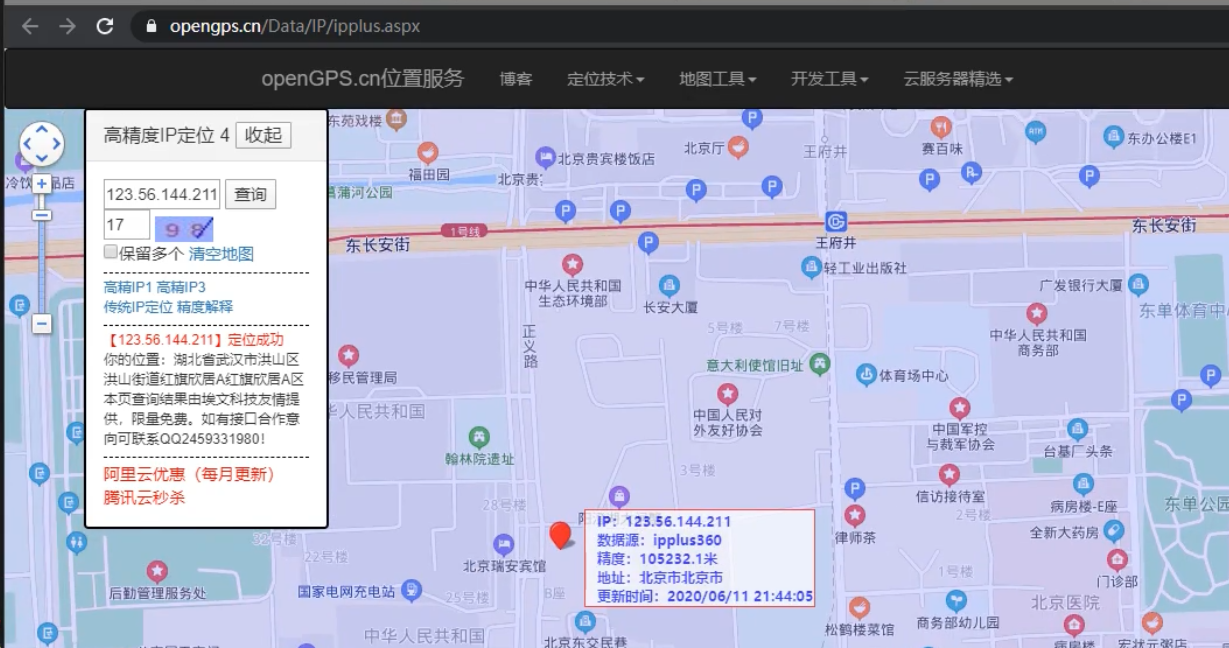 opengps.cn/Data/IP/ipplus.aspx
openGPS.cn位置服务 博客 定位技术 地图工具 开发工具 云服务器精选
高精度IP定位 4 收起
123.56.144.211 查询
17 9 8
保留多个 清空地图
高精IP1 高精IP3
传统IP定位 精度解释
【123.56.144.211】定位成功
你的位置：湖北省武汉市洪山区
洪山街道红旗欣居A红旗欣居A区
本页查询结果由埃文科技友情提
供，限量免费。如有接口合作意
向可联系QQ2459331980！
阿里云优惠（每月更新）
腾讯云秒杀
东苑戏楼
福田园
北京贵宾楼饭店
北京厅
王府井
赛百味
ATM
东办公楼E1
冷饮
品店
北京贵
菖蒲河公园
东长安街
1号线
王府井
东长安街
中华人民共和国
生态环境部
长安大厦
轻工业出版社
广发银行大厦
东单体育中
正义路
5号楼
7号楼
中华人民共和国
商务部
移民管理局
意大利使馆旧址
体育场中心
华人民共和国
中国人民对
外友好协会
中国军控
与裁军协会
台基厂头条
翰林院遗址
3号楼
信访接待室
病房楼-E座
28号楼
2号楼
东单公园
IP: 123.56.144.211
数据源: ipplus360
精度: 105232.1米
地址: 北京市北京市
更新时间: 2020/06/11 21:44:05
律师茶
全新大药房
32号楼
22号楼
北京瑞安宾馆
1号楼
门诊部
后勤管理服务处
国家电网充电站
25号楼
B座
北京医院
中华人民共和国
北京东交民巷
松鹤楼菜馆
商务部幼儿园
病房楼
宏状元粥店